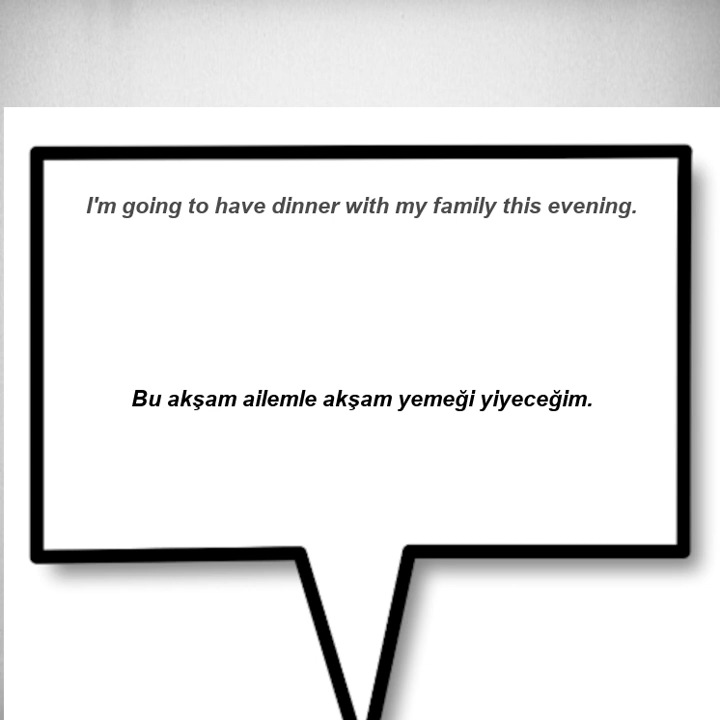 I'm going to have dinner with my family this evening.
Bu akşam ailemle akşam yemeği yiyeceğim.